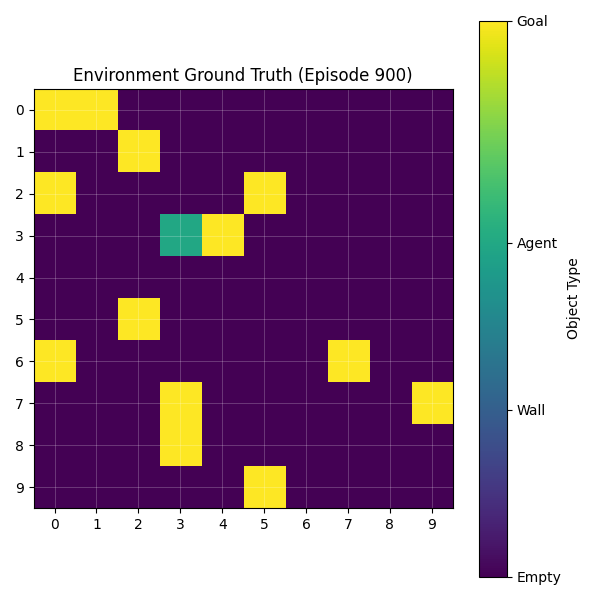 Environment Ground Truth (Episode 900)
0
1
2
3
4
5
6
7
8
9
0 1 2 3 4 5 6 7 8 9
Goal
Agent
Wall
Empty
Object Type